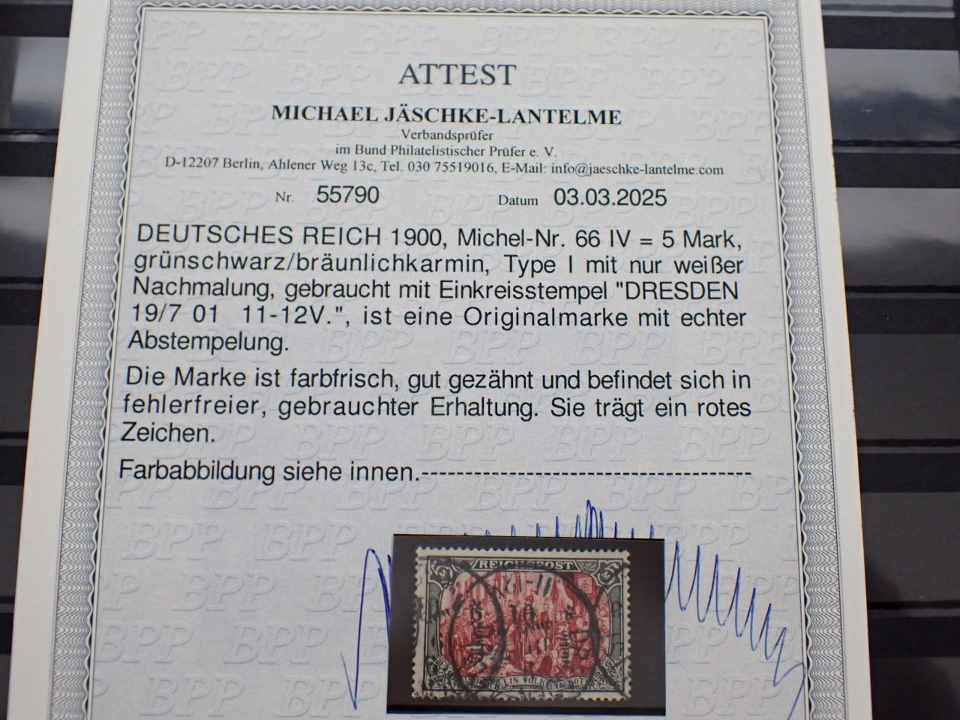 ATTEST
MICHAEL JÄSCHKE-LANTELME
Verbandsprüfer
im Bund Philatelistischer Prüfer e. V.
D-12207 Berlin, Ahlener Weg 13c, Tel. 030 75519016, E-Mail: info@jaeschke-lantelme.com
Nr. 55790 Datum 03.03.2025
DEUTSCHES REICH 1900, Michel-Nr. 66 IV = 5 Mark,
grünschwarz/bräunlichkarmin, Type I mit nur weißer
Nachmalung, gebraucht mit Einkreisstempel "DRESDEN
19/7 01 11-12V.", ist eine Originalmarke mit echter
Abstempelung.
Die Marke ist farbfrisch, gut gezähnt und befindet sich in
fehlerfreier, gebrauchter Erhaltung. Sie trägt ein rotes
Zeichen.
Farbabbildung siehe innen.--------------------------------------
REICHSPOST